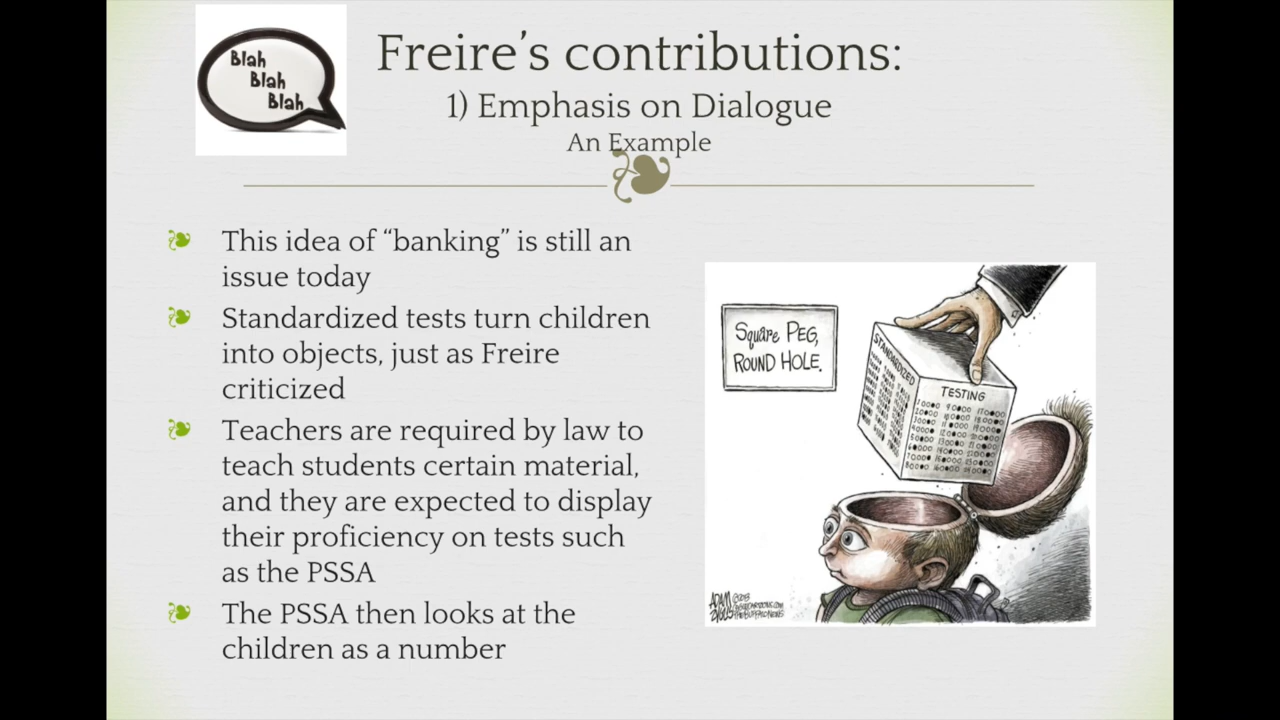 Blah
Blah
Blah
Freire’s contributions:
1) Emphasis on Dialogue
An Example
This idea of “banking” is still an
issue today
Standardized tests turn children
into objects, just as Freire
criticized
Teachers are required by law to
teach students certain material,
and they are expected to display
their proficiency on tests such
as the PSSA
The PSSA then looks at the
children as a number
Square PEG,
ROUND HOLE.
STANDARDIZED
TESTING